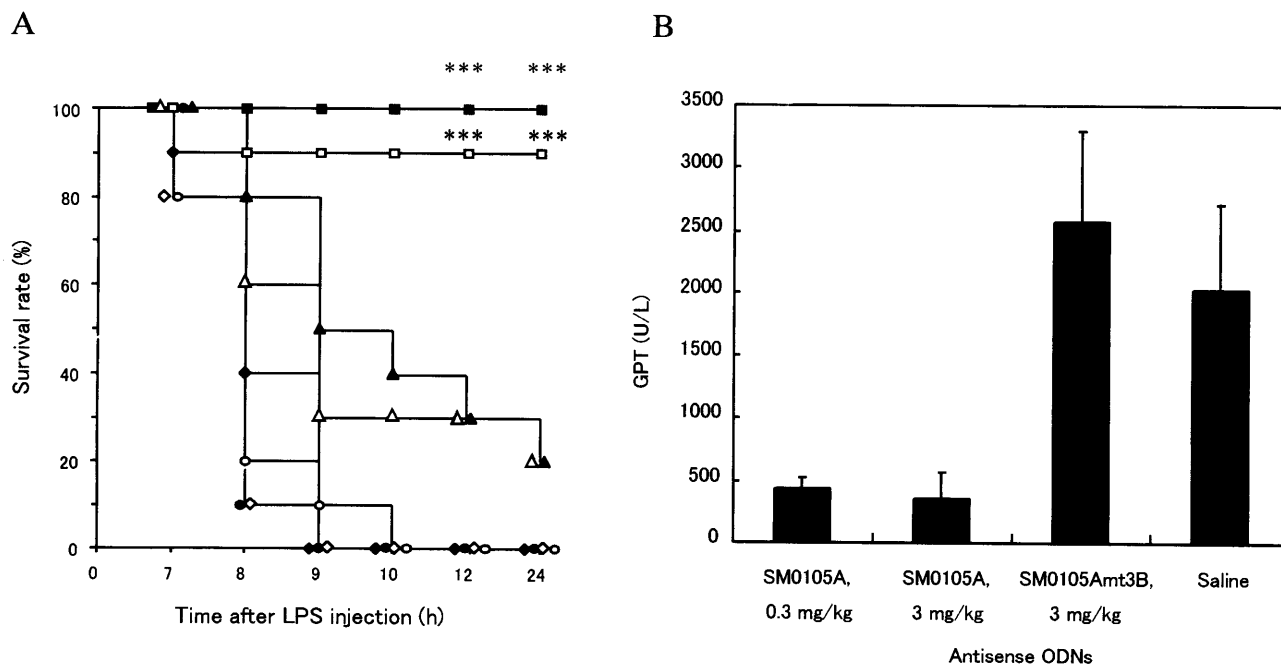 A
*** ***
*** ***
100
80
60
40
20
0
Survival rate (%)
0 7 8 9 10 12 24
Time after LPS injection (h)
B
3500
3000
2500
2000
1500
1000
500
0
GPT (U/L)
SM0105A, SM0105A, SM0105Amt3B, Saline
0.3 mg/kg 3 mg/kg 3 mg/kg
Antisense ODNs